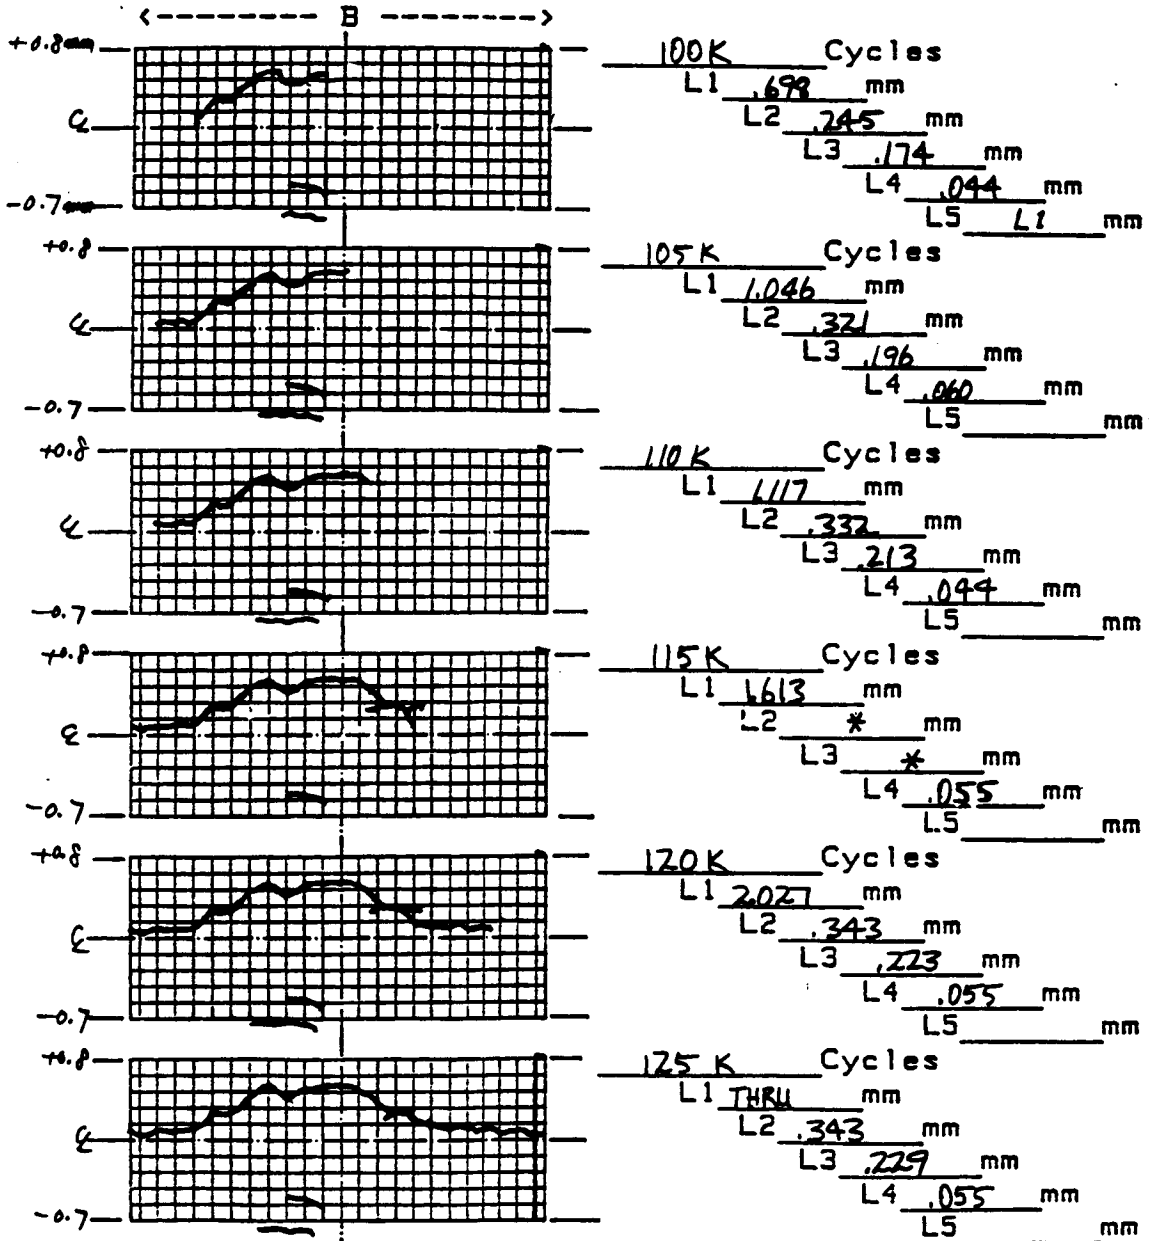 <- - - - - - - - - - B - - - - - - - - - ->
+0.8mm
100K Cycles
L1 .698 mm
L2 .245 mm
℄
L3 .174 mm
L4 .044 mm
-0.7mm
L5 L1 mm
+0.8
105K Cycles
L1 1.046 mm
L2 .321 mm
℄
L3 .196 mm
L4 .060 mm
-0.7
L5 mm
+0.8
110K Cycles
L1 1.117 mm
L2 .332 mm
℄
L3 .213 mm
L4 .044 mm
-0.7
L5 mm
+0.8
115K Cycles
L1 1.613 mm
L2 * mm
℄
L3 * mm
L4 .055 mm
-0.7
L5 mm
+0.8
120K Cycles
L1 2.027 mm
L2 .343 mm
℄
L3 .223 mm
L4 .055 mm
-0.7
L5 mm
+0.8
125K Cycles
L1 THRU mm
L2 .343 mm
℄
L3 .229 mm
L4 .055 mm
-0.7
L5 mm